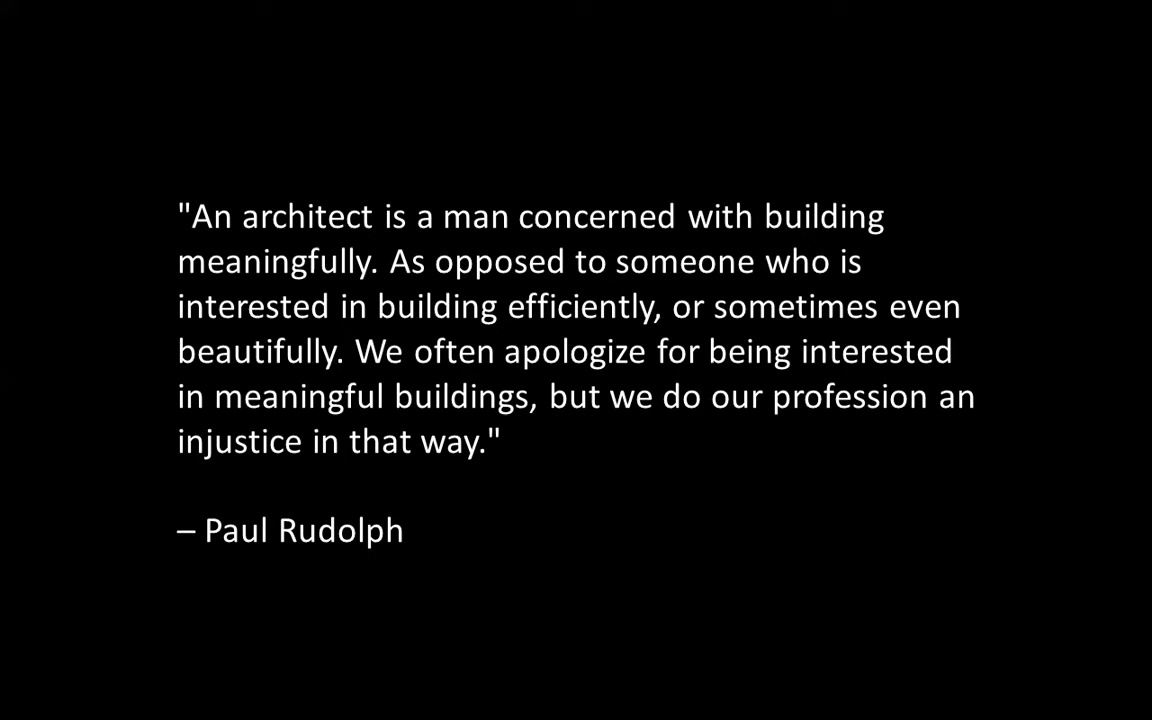 "An architect is a man concerned with building
meaningfully. As opposed to someone who is
interested in building efficiently, or sometimes even
beautifully. We often apologize for being interested
in meaningful buildings, but we do our profession an
injustice in that way."
– Paul Rudolph